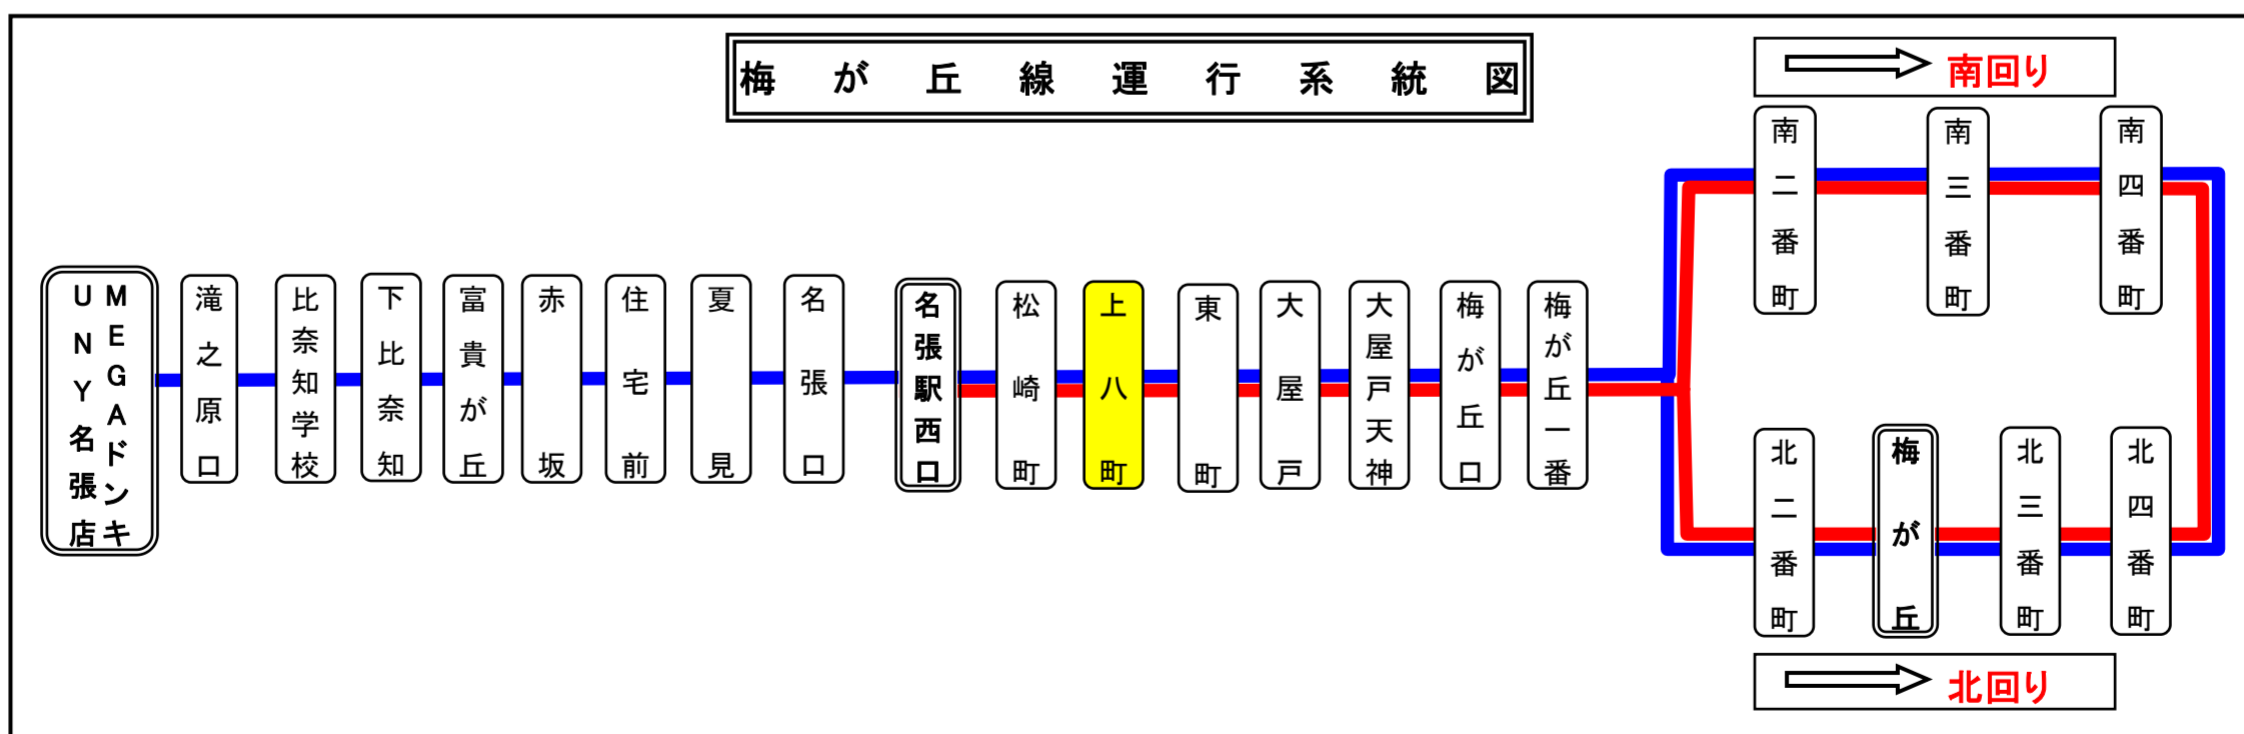 梅が丘線運行系統図
南回り
南二番町
南三番町
南四番町
MEGAドンキ
UNY名張店
滝之原口
比奈知学校
下比奈知
富貴が丘
赤坂
住宅前
夏見
名張口
名張駅西口
松崎町
上八町
東町
大屋戸
大屋戸天神
梅が丘口
梅が丘一番
北二番町
梅が丘
北三番町
北四番町
北回り